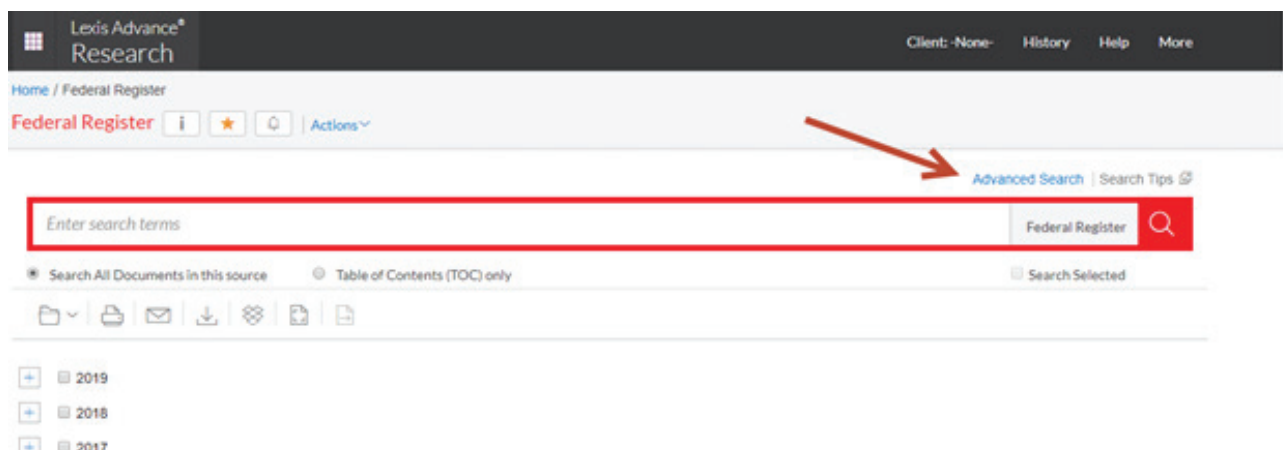 Lexis Advance®
Research
Client: -None- History Help More
Home / Federal Register
Federal Register i Actions
Advanced Search | Search Tips
Enter search terms Federal Register
Search All Documents in this source Table of Contents (TOC) only Search Selected
2019
2018
2017